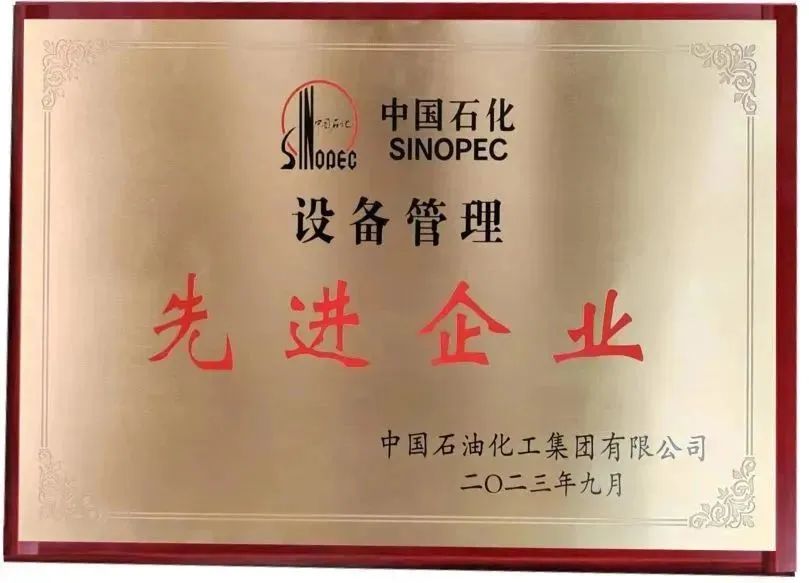 中国石化
SINOPEC
中国石化
SINOPEC
设备管理
先进企业
中国石油化工集团有限公司
二〇二三年九月